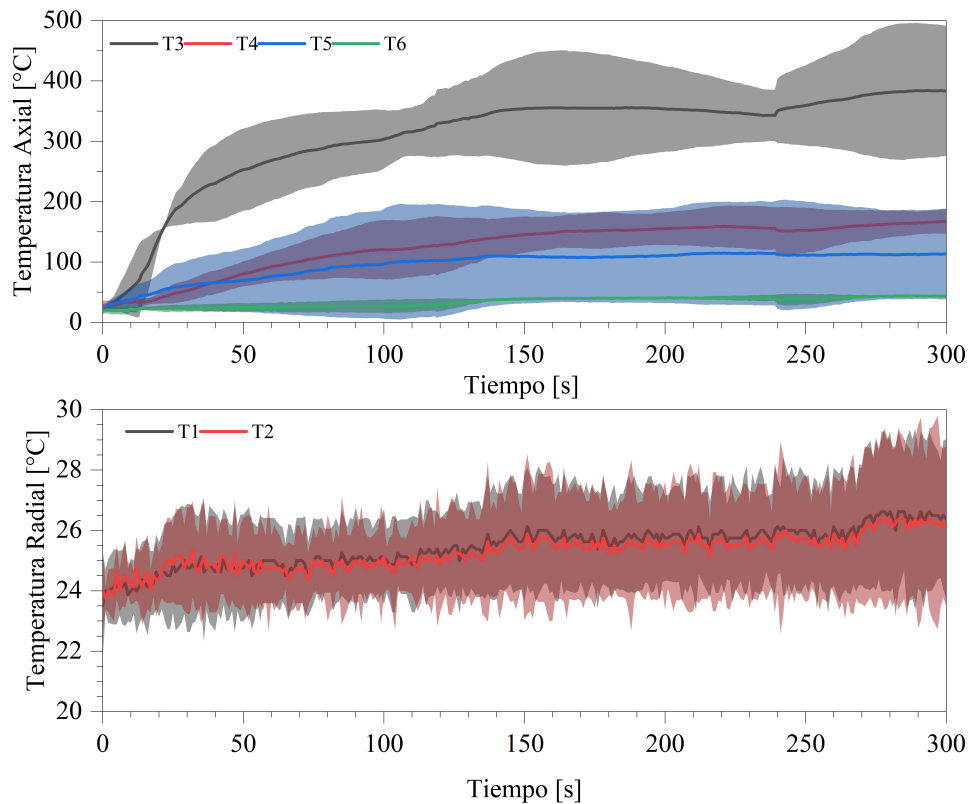 500
400
300
200
100
0
Temperatura Axial [°C]
T3 T4 T5 T6
0 50 100 150 200 250 300
Tiempo [s]
30
28
26
24
22
20
Temperatura Radial [°C]
T1 T2
0 50 100 150 200 250 300
Tiempo [s]